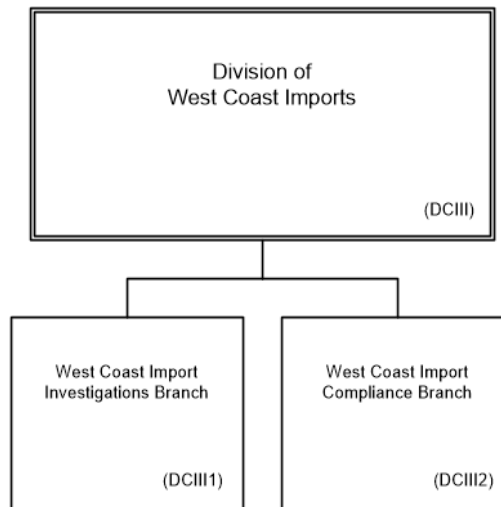 Division of
West Coast Imports
(DCIII)
West Coast Import
Investigations Branch
(DCIII1)
West Coast Import
Compliance Branch
(DCIII2)